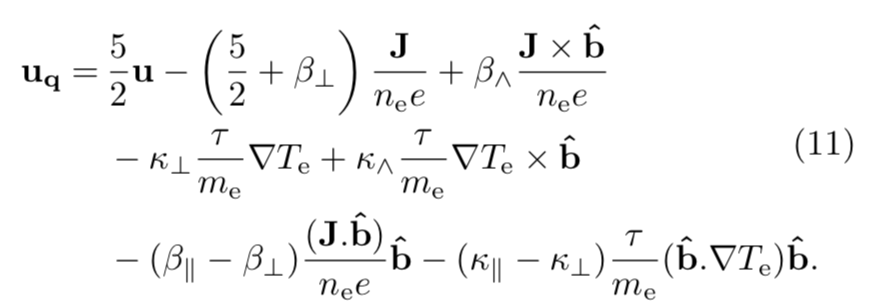 u_q = 5/2 u − (5/2 + β_⊥) J/(n_e e) + β_∧ (J × b̂)/(n_e e)
− κ_⊥ τ/m_e ∇T_e + κ_∧ τ/m_e ∇T_e × b̂ (11)
− (β_∥ − β_⊥) (J.b̂)/(n_e e) b̂ − (κ_∥ − κ_⊥) τ/m_e (b̂.∇T_e)b̂.